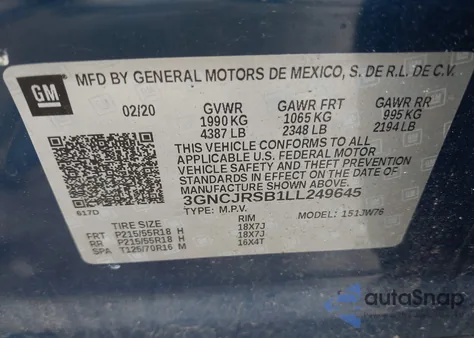 GM
MFD BY GENERAL MOTORS DE MEXICO, S. DE R.L. DE C.V.
02/20 GVWR GAWR FRT GAWR RR
1990 KG 1065 KG 995 KG
4387 LB 2348 LB 2194 LB
THIS VEHICLE CONFORMS TO ALL
APPLICABLE U.S. FEDERAL MOTOR
VEHICLE SAFETY AND THEFT PREVENTION
STANDARDS IN EFFECT ON THE DATE OF
MANUFACTURE SHOWN ABOVE.
3GNCJRSB1LL249645
617D TYPE: M.P.V. MODEL: 1S1JW76
TIRE SIZE RIM
FRT P215/55R18 H 18X7J
RR P215/55R18 H 18X7J
SPA T125/70R16 M 16X4T
autoSnap